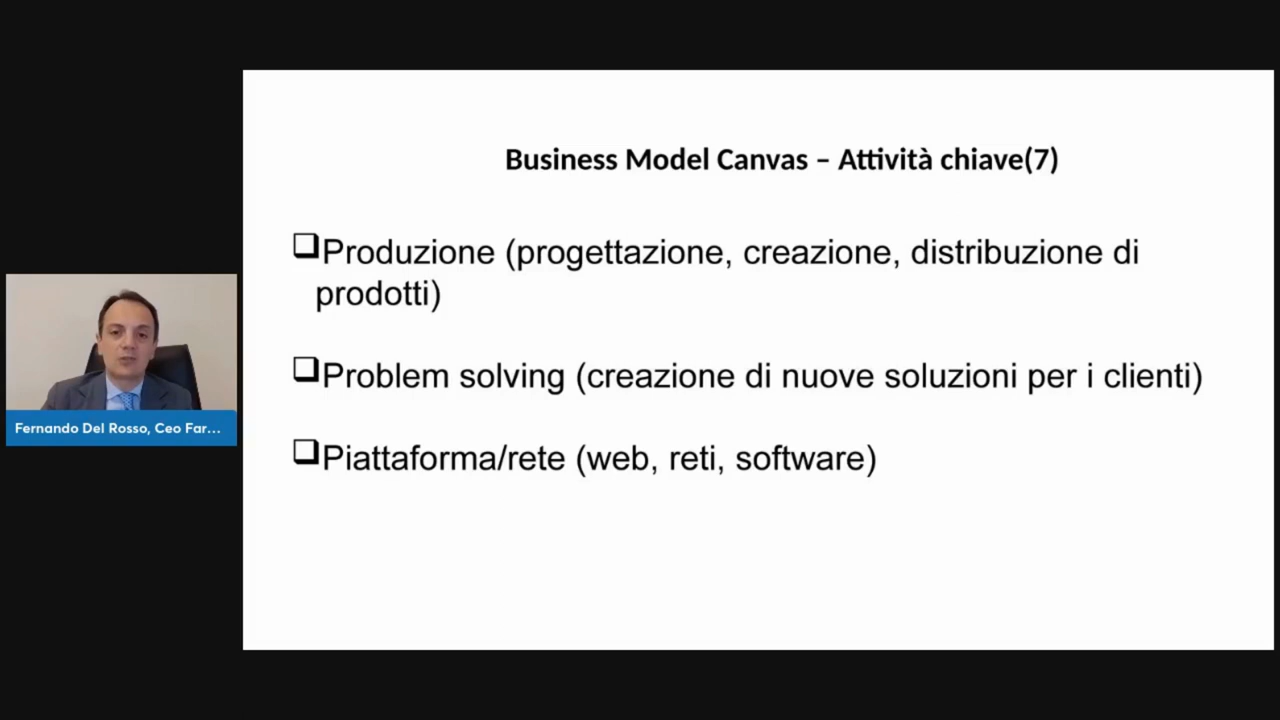 Business Model Canvas – Attività chiave(7)
Produzione (progettazione, creazione, distribuzione di
prodotti)
Problem solving (creazione di nuove soluzioni per i clienti)
Piattaforma/rete (web, reti, software)
Fernando Del Rosso, Ceo Far...